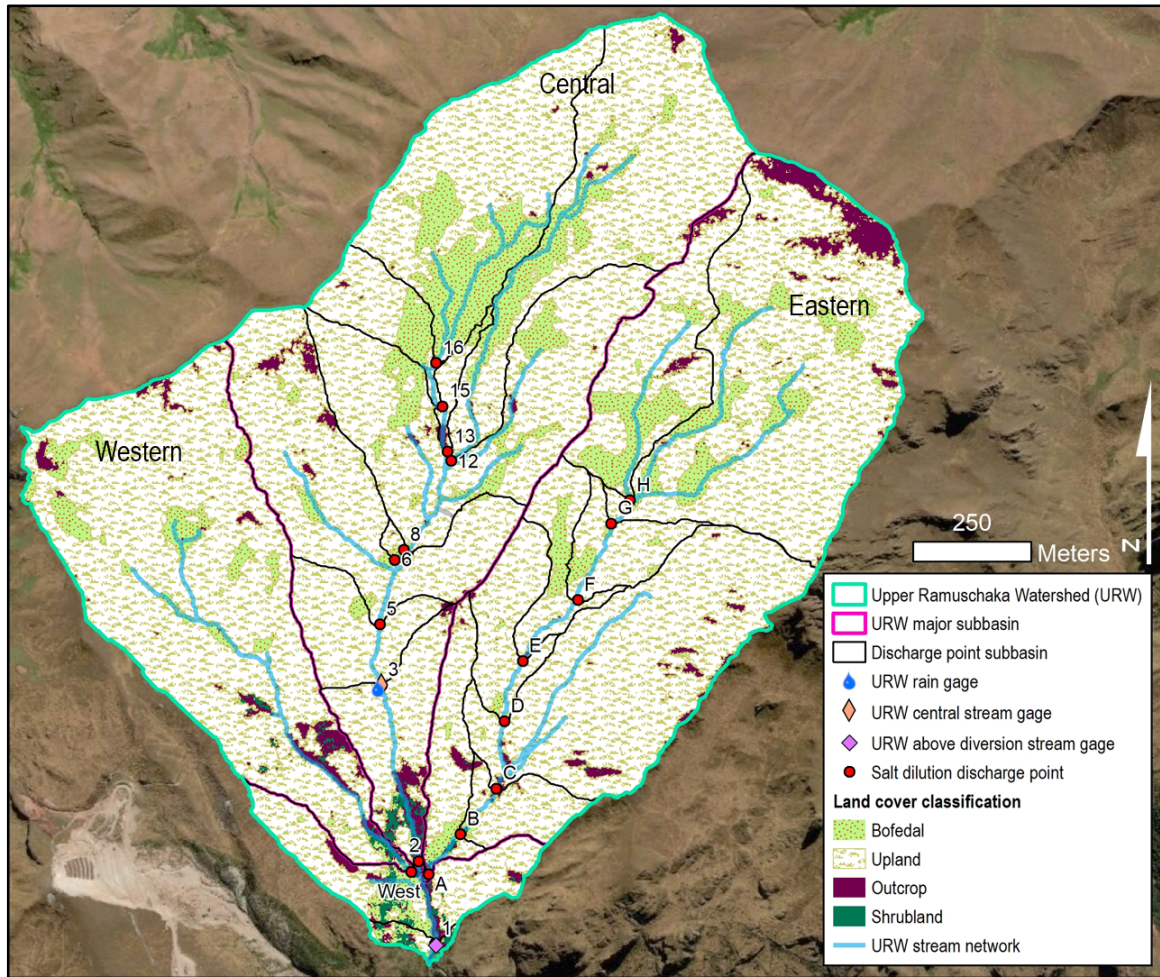 Central
Eastern
Western
16
15
13
12
H
G
8
6
F
5
E
3
D
C
B
2
A
West
1
250
Meters
N
Upper Ramuschaka Watershed (URW)
URW major subbasin
Discharge point subbasin
URW rain gage
URW central stream gage
URW above diversion stream gage
Salt dilution discharge point
Land cover classification
Bofedal
Upland
Outcrop
Shrubland
URW stream network